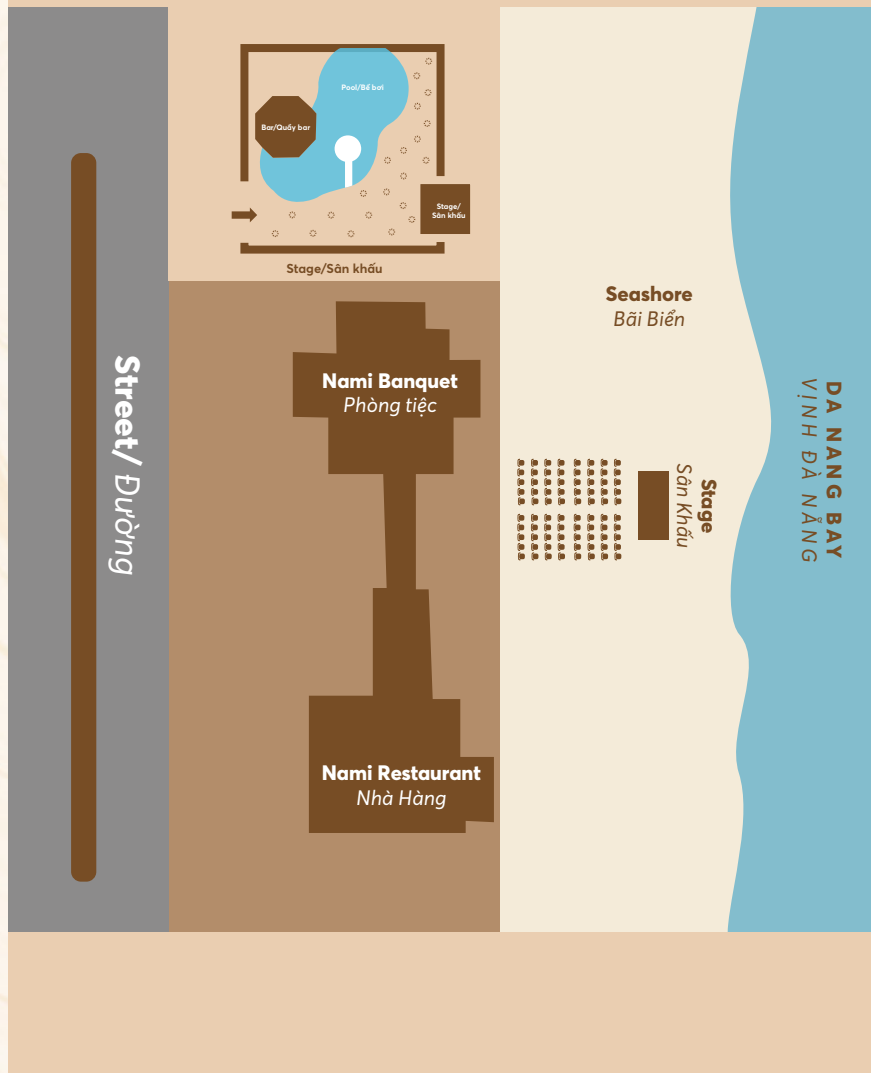 Pool/Bể bơi
Bar/Quầy bar
Stage/
Sân khấu
Stage/Sân khấu
Seashore
Bãi Biển
Street/ Đường
Nami Banquet
Phòng tiệc
DA NANG BAY
VỊNH ĐÀ NẴNG
Stage
Sân Khấu
Nami Restaurant
Nhà Hàng